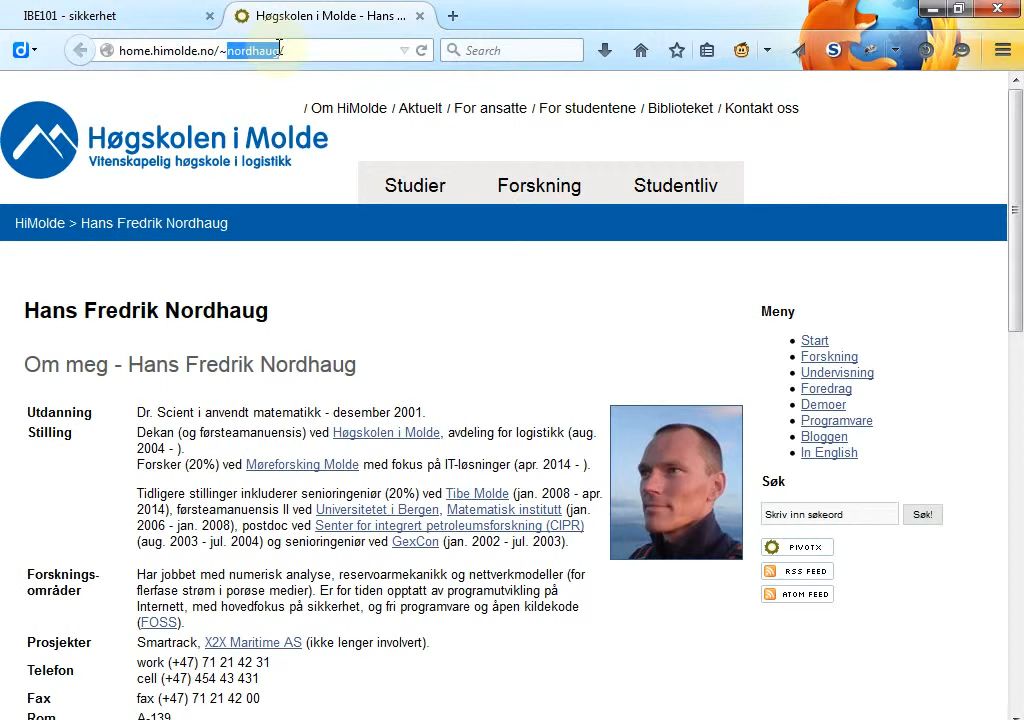 IBE101 - sikkerhet
Høgskolen i Molde - Hans ...
home.himolde.no/~nordhaug/
Search
/ Om HiMolde / Aktuelt / For ansatte / For studentene / Biblioteket / Kontakt oss
Høgskolen i Molde
Vitenskapelig høgskole i logistikk
Studier Forskning Studentliv
HiMolde > Hans Fredrik Nordhaug
Hans Fredrik Nordhaug
Om meg - Hans Fredrik Nordhaug
Utdanning Dr. Scient i anvendt matematikk - desember 2001.
Stilling Dekan (og førsteamanuensis) ved Høgskolen i Molde, avdeling for logistikk (aug.
2004 - ).
Forsker (20%) ved Møreforsking Molde med fokus på IT-løsninger (apr. 2014 - ).
Tidligere stillinger inkluderer senioringeniør (20%) ved Tibe Molde (jan. 2008 - apr.
2014), førsteamanuensis II ved Universitetet i Bergen, Matematisk institutt (jan.
2006 - jan. 2008), postdoc ved Senter for integrert petroleumsforskning (CIPR)
(aug. 2003 - jul. 2004) og senioringeniør ved GexCon (jan. 2002 - jul. 2003).
Forsknings- Har jobbet med numerisk analyse, reservoarmekanikk og nettverkmodeller (for
områder flerfase strøm i porøse medier). Er for tiden opptatt av programutvikling på
Internett, med hovedfokus på sikkerhet, og fri programvare og åpen kildekode
(FOSS).
Prosjekter Smartrack, X2X Maritime AS (ikke lenger involvert).
Telefon work (+47) 71 21 42 31
cell (+47) 454 43 431
Fax fax (+47) 71 21 42 00
Rom A-139
Meny
Start
Forskning
Undervisning
Foredrag
Demoer
Programvare
Bloggen
In English
Søk
Skriv inn søkeord Søk!
PIVOTX
RSS FEED
ATOM FEED